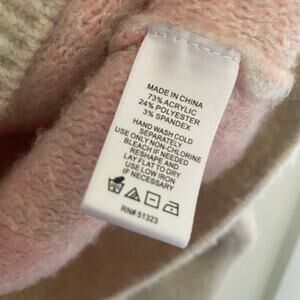 MADE IN CHINA
73% ACRYLIC
24% POLYESTER
3% SPANDEX
HAND WASH COLD
SEPARATELY
USE ONLY NON-CHLORINE
BLEACH IF NEEDED
RESHAPE AND
LAY FLAT TO DRY
USE LOW IRON
IF NECESSARY
RN# 51323